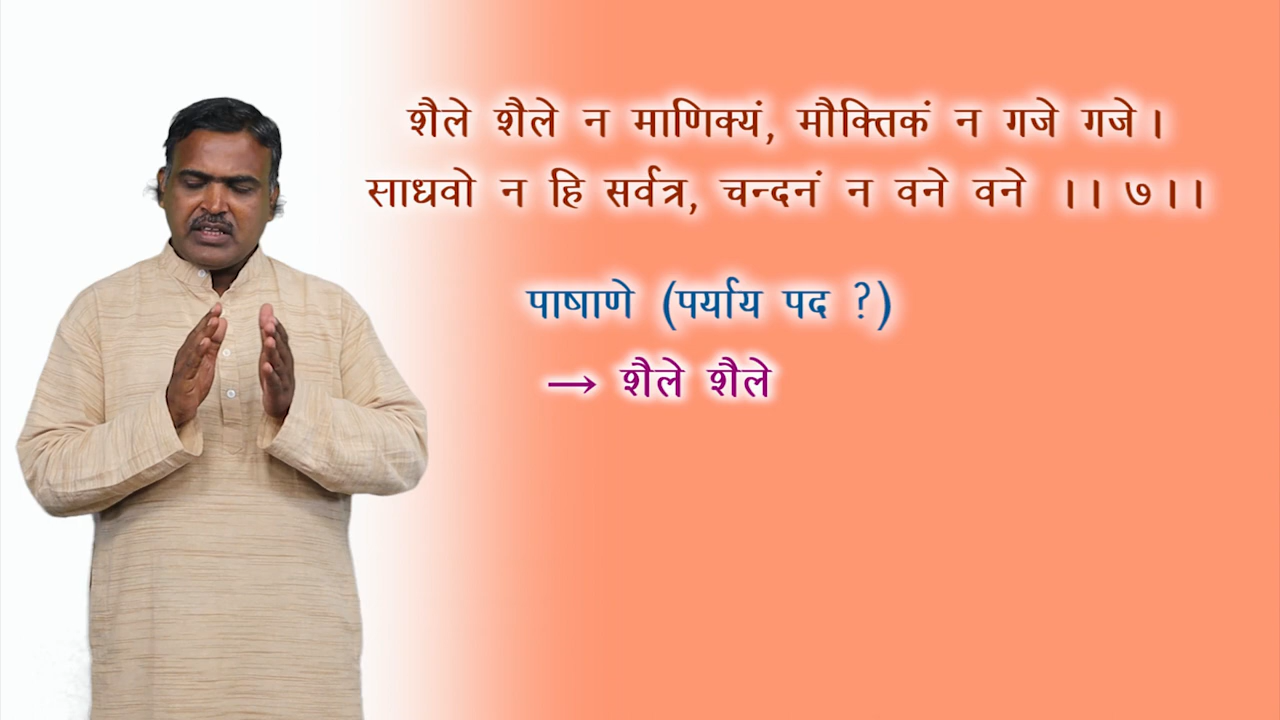 शैले शैले न माणिक्यं, मौक्तिकं न गजे गजे।
साधवो न हि सर्वत्र, चन्दनं न वने वने ।। ७।।
पाषाणे (पर्याय पद ?)
→ शैले शैले